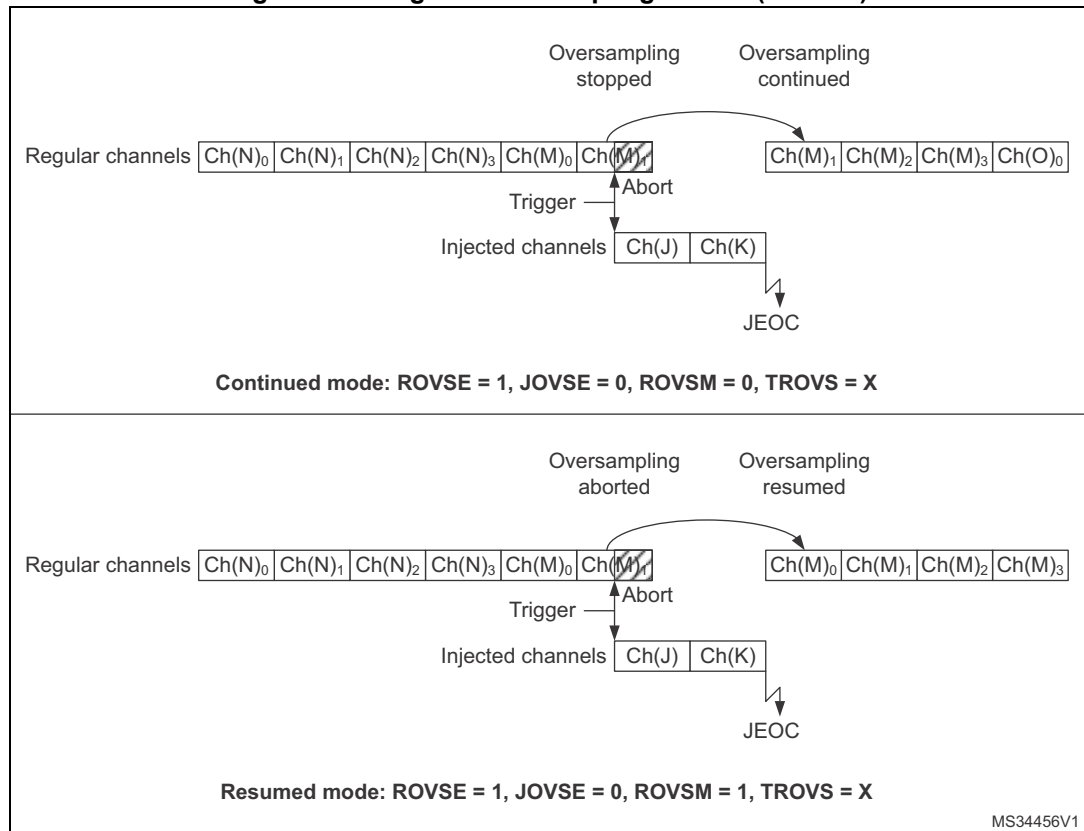 Oversampling stopped
Oversampling continued
Regular channels Ch(N)₀ Ch(N)₁ Ch(N)₂ Ch(N)₃ Ch(M)₀ Ch(M)₁ Ch(M)₁ Ch(M)₂ Ch(M)₃ Ch(O)₀
Abort
Trigger
Injected channels Ch(J) Ch(K)
JEOC
Continued mode: ROVSE = 1, JOVSE = 0, ROVSM = 0, TROVS = X
Oversampling aborted
Oversampling resumed
Regular channels Ch(N)₀ Ch(N)₁ Ch(N)₂ Ch(N)₃ Ch(M)₀ Ch(M)₁ Ch(M)₀ Ch(M)₁ Ch(M)₂ Ch(M)₃
Abort
Trigger
Injected channels Ch(J) Ch(K)
JEOC
Resumed mode: ROVSE = 1, JOVSE = 0, ROVSM = 1, TROVS = X
MS34456V1